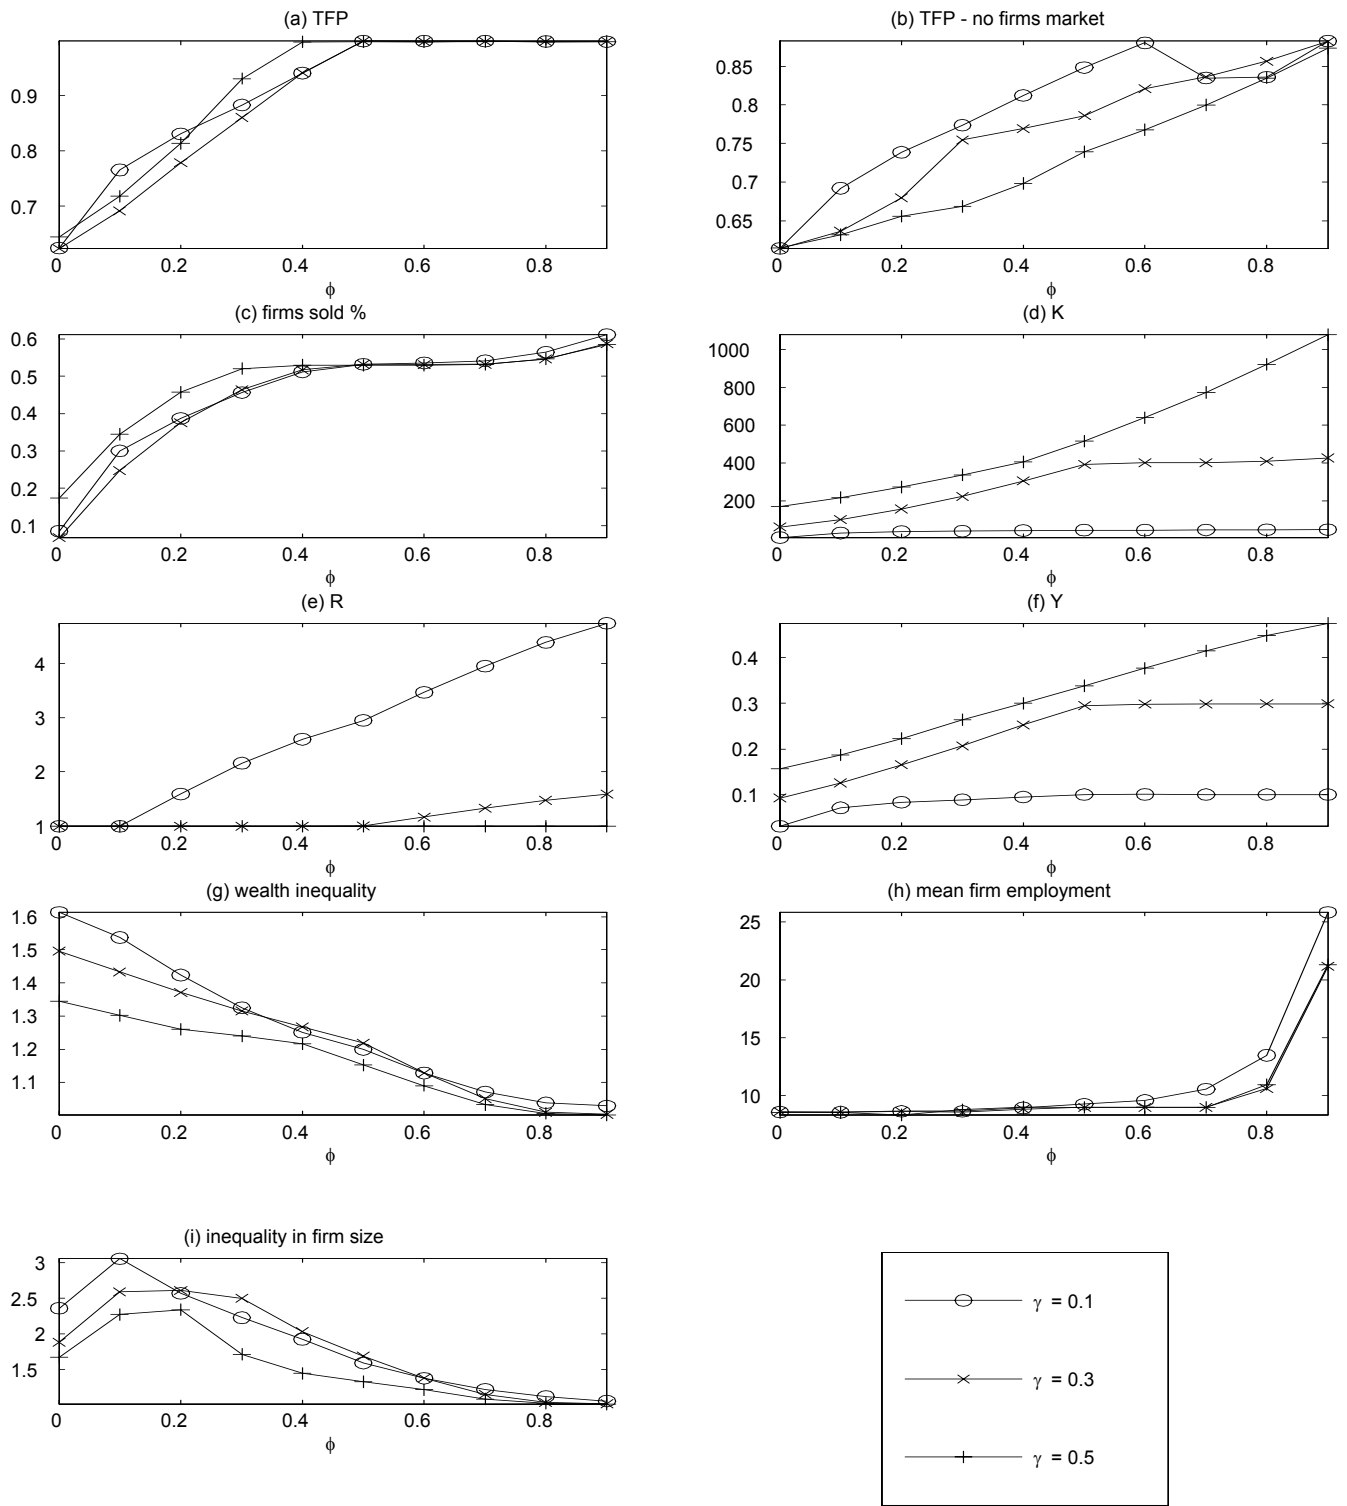 (a) TFP
0.9
0.8
0.7
0 0.2 0.4 0.6 0.8
ϕ
(b) TFP - no firms market
0.85
0.8
0.75
0.7
0.65
0 0.2 0.4 0.6 0.8
ϕ
(c) firms sold %
0.6
0.5
0.4
0.3
0.2
0.1
0 0.2 0.4 0.6 0.8
ϕ
(d) K
1000
800
600
400
200
0 0.2 0.4 0.6 0.8
ϕ
(e) R
4
3
2
1
0 0.2 0.4 0.6 0.8
ϕ
(f) Y
0.4
0.3
0.2
0.1
0 0.2 0.4 0.6 0.8
ϕ
(g) wealth inequality
1.6
1.5
1.4
1.3
1.2
1.1
0 0.2 0.4 0.6 0.8
ϕ
(h) mean firm employment
25
20
15
10
0 0.2 0.4 0.6 0.8
ϕ
(i) inequality in firm size
3
2.5
2
1.5
0 0.2 0.4 0.6 0.8
ϕ
γ = 0.1
γ = 0.3
γ = 0.5